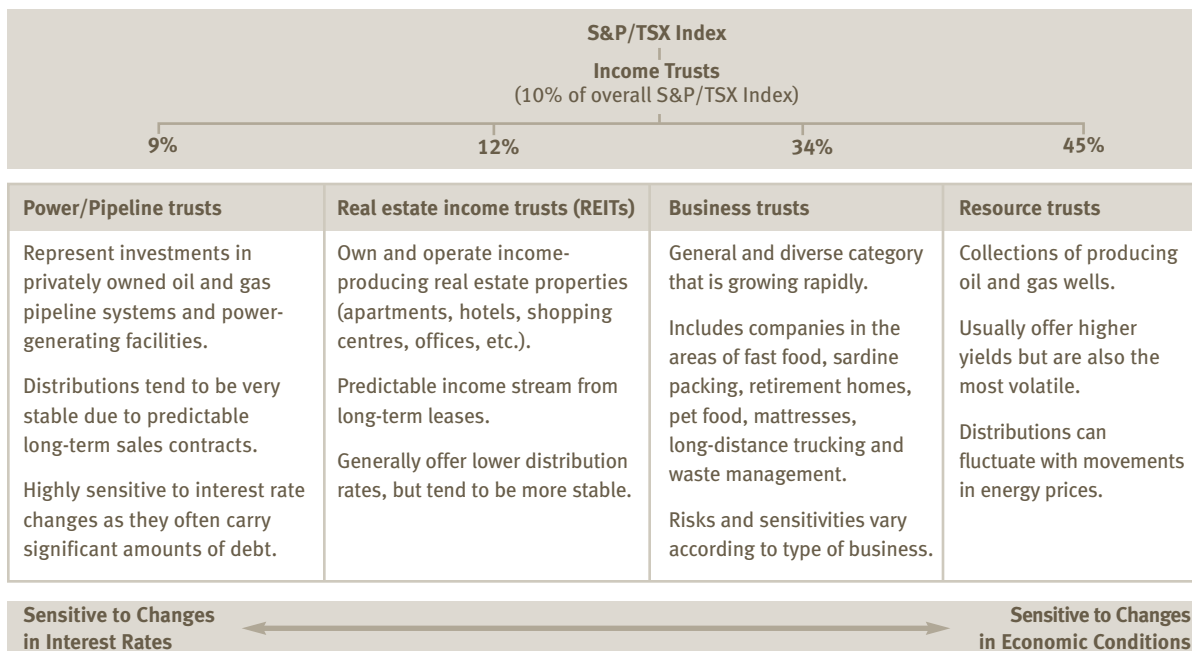 S&P/TSX Index
Income Trusts
(10% of overall S&P/TSX Index)
9%
12%
34%
45%
Power/Pipeline trusts
Represent investments in
privately owned oil and gas
pipeline systems and power-
generating facilities.
Distributions tend to be very
stable due to predictable
long-term sales contracts.
Highly sensitive to interest rate
changes as they often carry
significant amounts of debt.
Real estate income trusts (REITs)
Own and operate income-
producing real estate properties
(apartments, hotels, shopping
centres, offices, etc.).
Predictable income stream from
long-term leases.
Generally offer lower distribution
rates, but tend to be more stable.
Business trusts
General and diverse category
that is growing rapidly.
Includes companies in the
areas of fast food, sardine
packing, retirement homes,
pet food, mattresses,
long-distance trucking and
waste management.
Risks and sensitivities vary
according to type of business.
Resource trusts
Collections of producing
oil and gas wells.
Usually offer higher
yields but are also the
most volatile.
Distributions can
fluctuate with movements
in energy prices.
Sensitive to Changes
in Interest Rates
Sensitive to Changes
in Economic Conditions